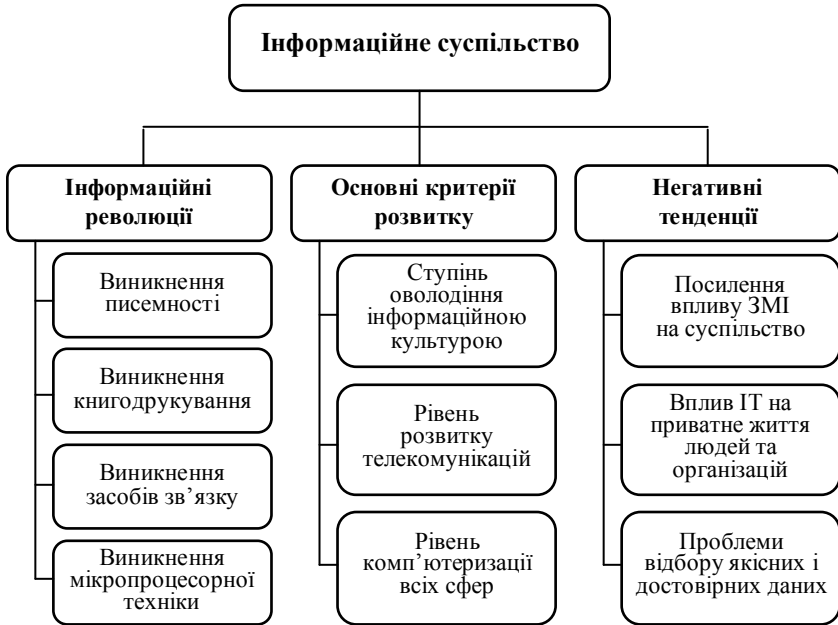 Інформаційне суспільство
Інформаційні
революції
Виникнення
писемності
Виникнення
книгодрукування
Виникнення
засобів зв’язку
Виникнення
мікропроцесорної
техніки
Основні критерії
розвитку
Ступінь
оволодіння
інформаційною
культурою
Рівень
розвитку
телекомунікацій
Рівень
комп’ютеризації
всіх сфер
Негативні
тенденції
Посилення
впливу ЗМІ
на суспільство
Вплив ІТ на
приватне життя
людей та
організацій
Проблеми
відбору якісних і
достовірних даних